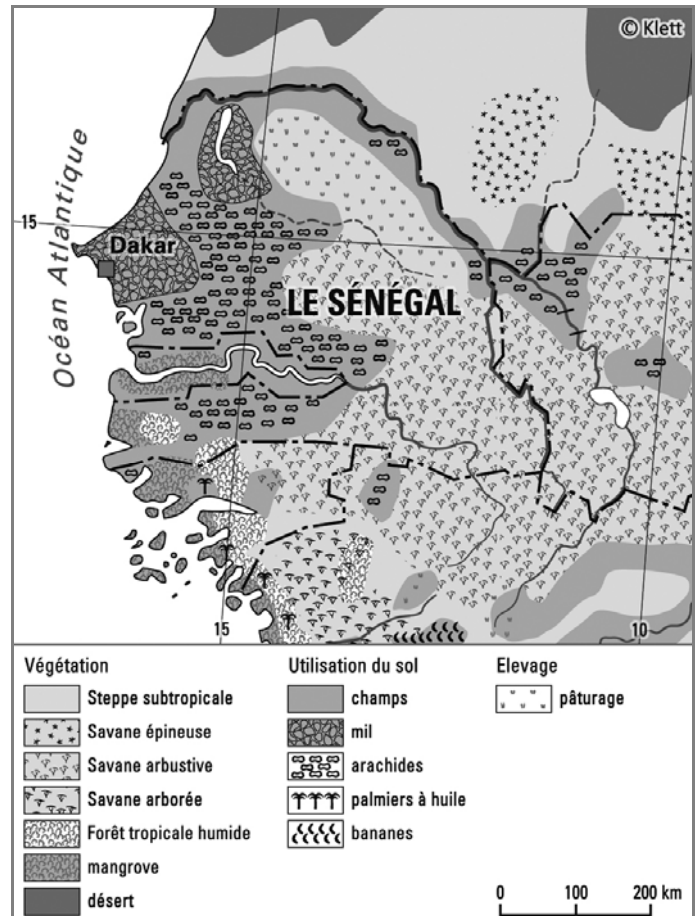 © Klett
Océan Atlantique
15
Dakar
LE SÉNÉGAL
15
10
Végétation
Steppe subtropicale
Savane épineuse
Savane arbustive
Savane arborée
Forêt tropicale humide
mangrove
désert
Utilisation du sol
champs
mil
arachides
palmiers à huile
bananes
Elevage
pâturage
0 100 200 km